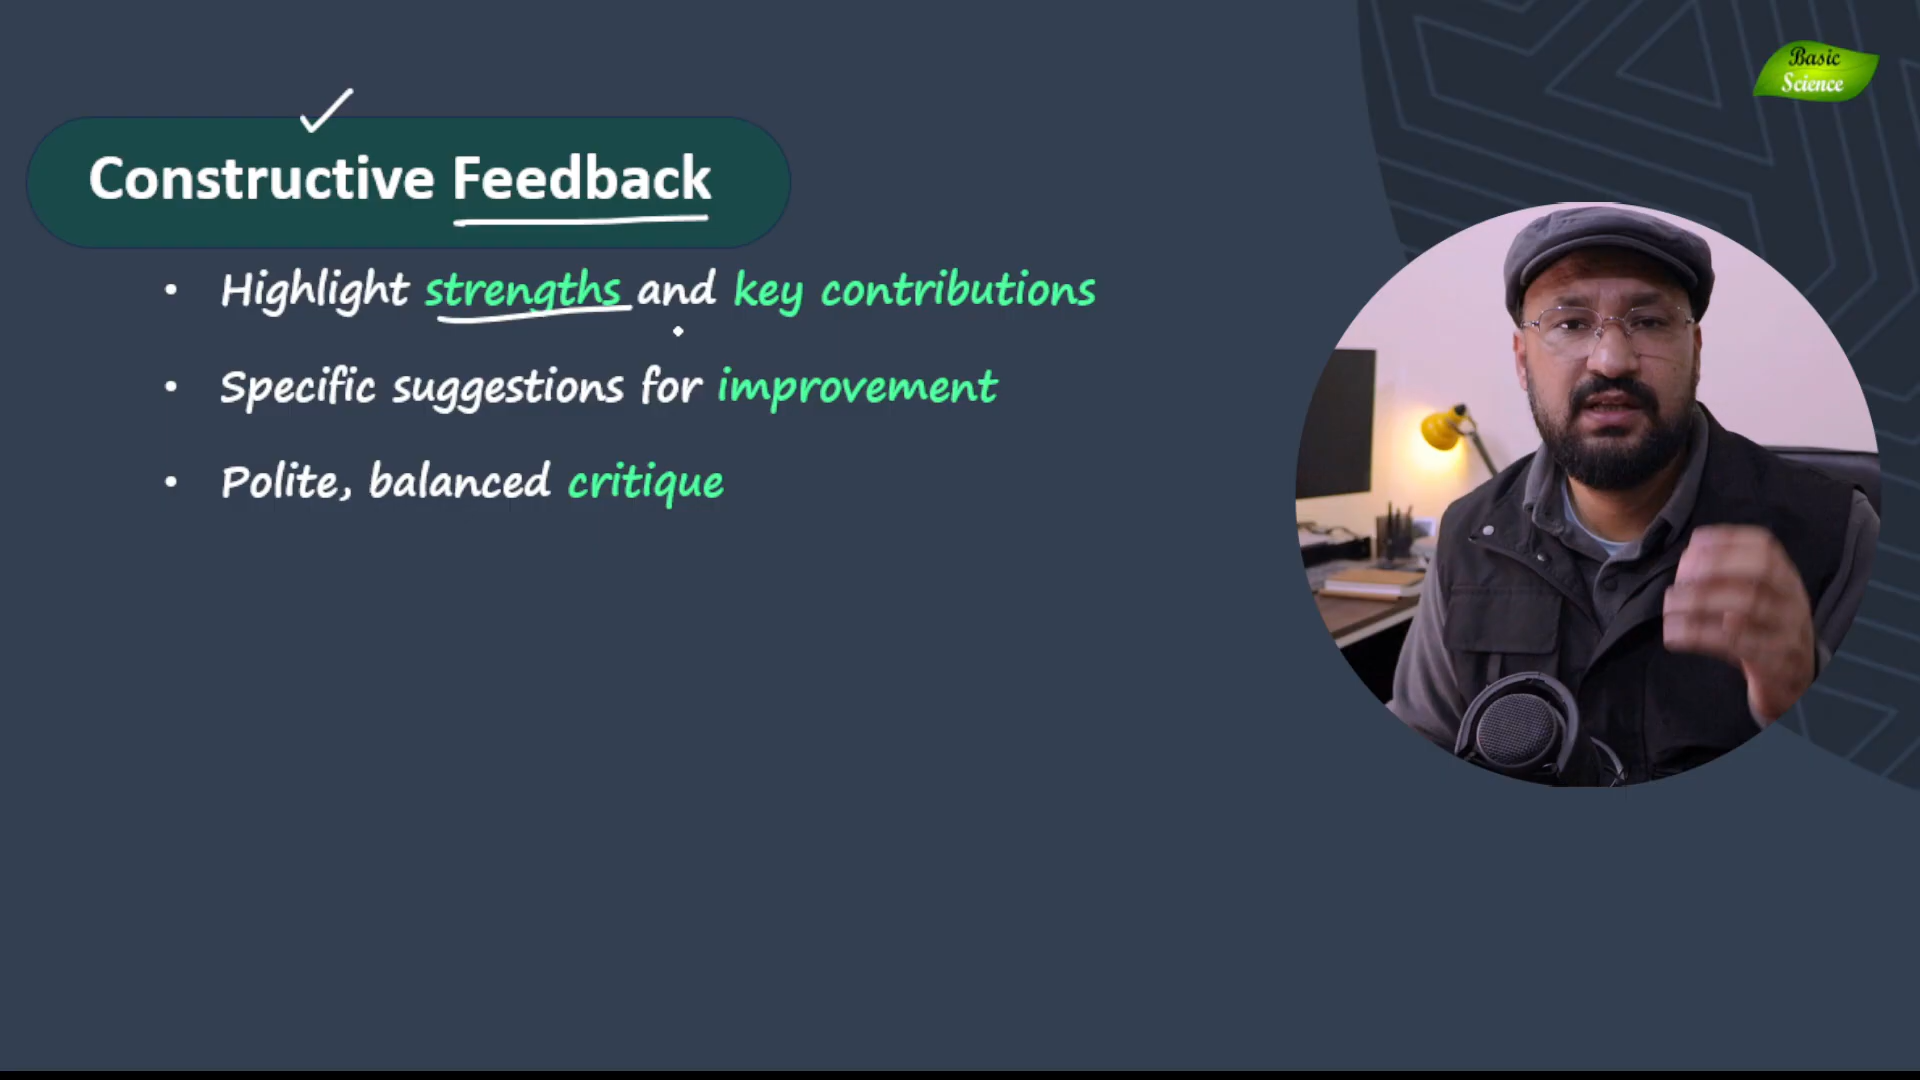 Basic
Science
Constructive Feedback
• Highlight strengths and key contributions
• Specific suggestions for improvement
• Polite, balanced critique